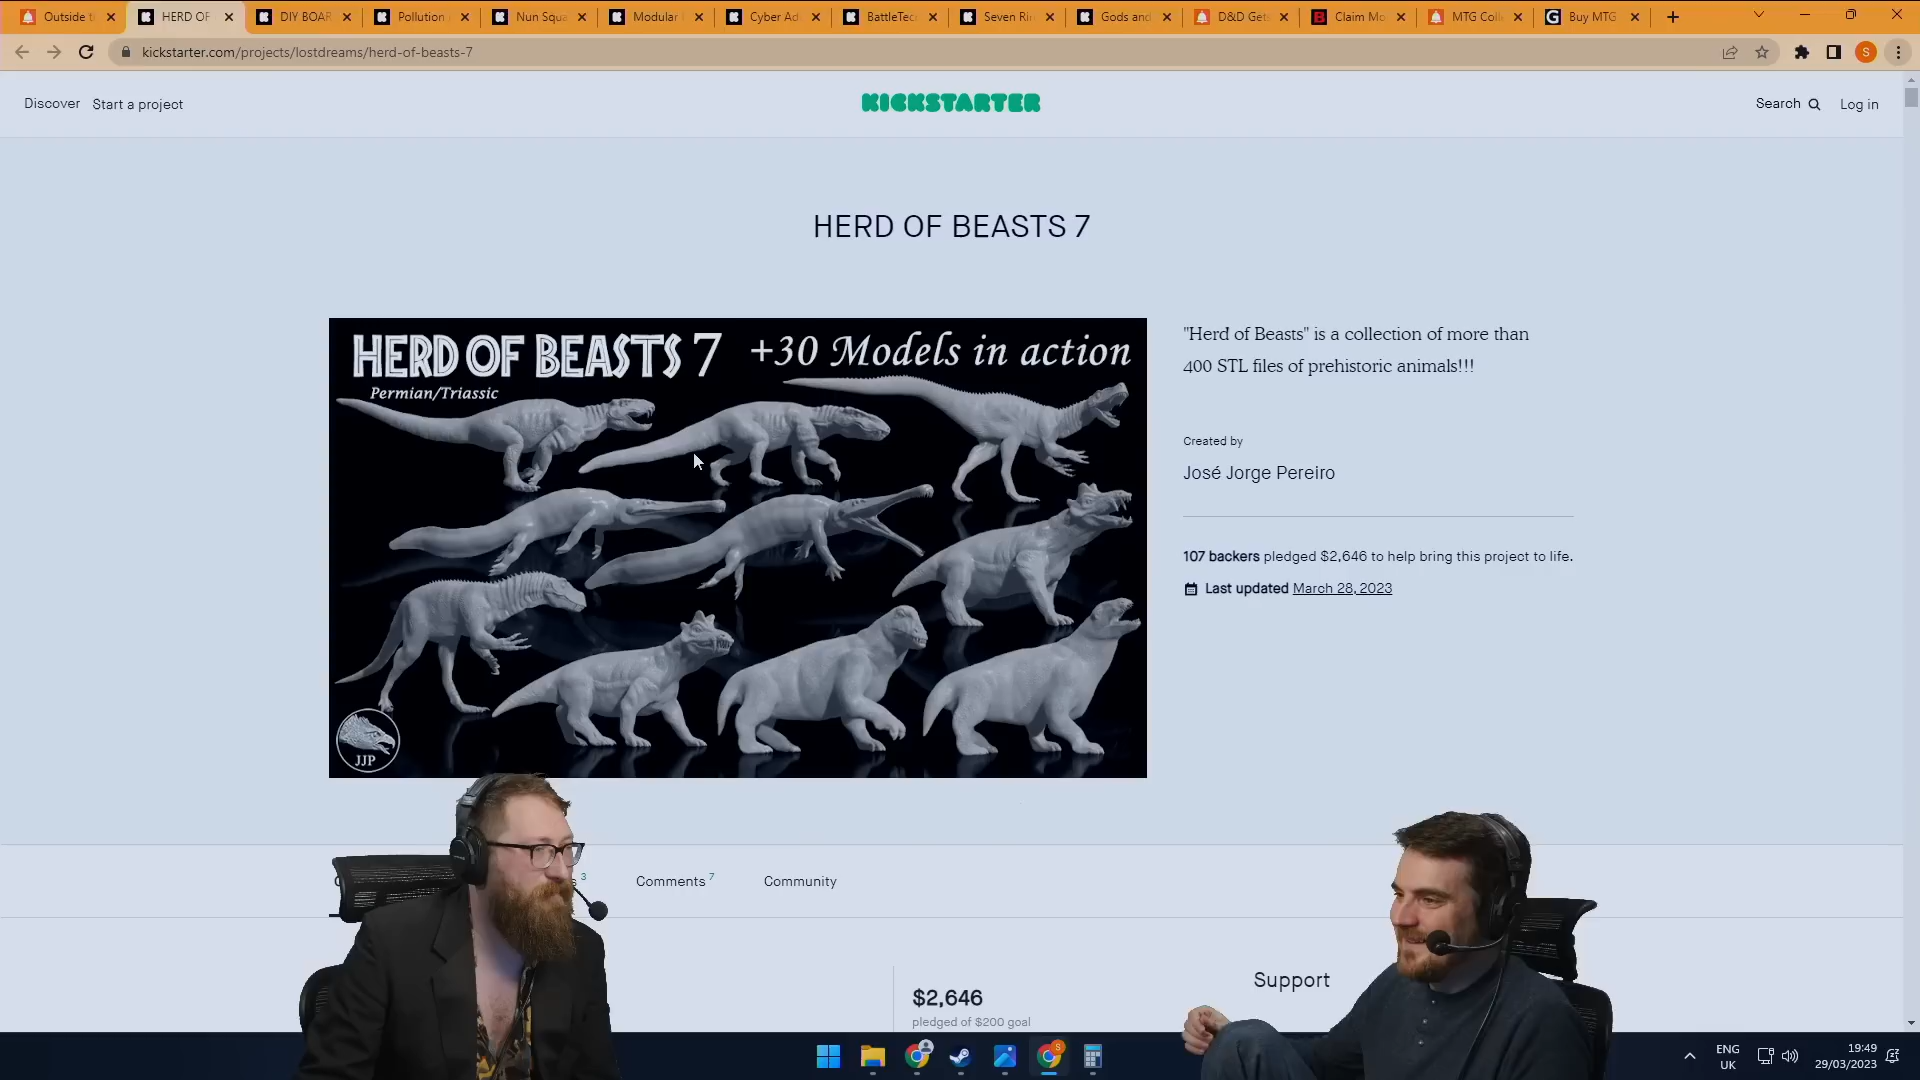 Outside t
HERD OF
DIY BOAR
Pollution
Nun Squa
Modular
Cyber Ad
BattleTec
Seven Ri
Gods and
D&D Get
Claim Mo
MTG Coll
Buy MTG
kickstarter.com/projects/lostdreams/herd-of-beasts-7
S
Discover
Start a project
KICKSTARTER
Search
Log in
HERD OF BEASTS 7
HERD OF BEASTS 7
+30 Models in action
Permian/Triassic
JJP
"Herd of Beasts" is a collection of more than
400 STL files of prehistoric animals!!!
Created by
José Jorge Pereiro
107 backers pledged $2,646 to help bring this project to life.
Last updated March 28, 2023
3
Comments 7
Community
$2,646
pledged of $200 goal
Support
ENG
UK
19:49
29/03/2023